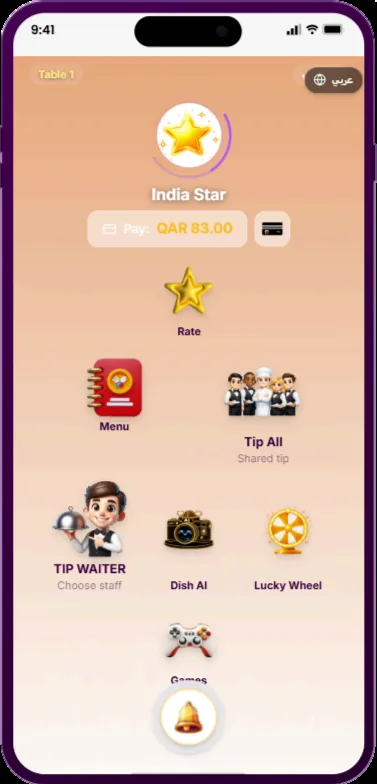 9:41
Table 1
عربي
India Star
Pay: QAR 83.00
Rate
Menu
Tip All
Shared tip
TIP WAITER
Choose staff
Dish AI
Lucky Wheel
Games